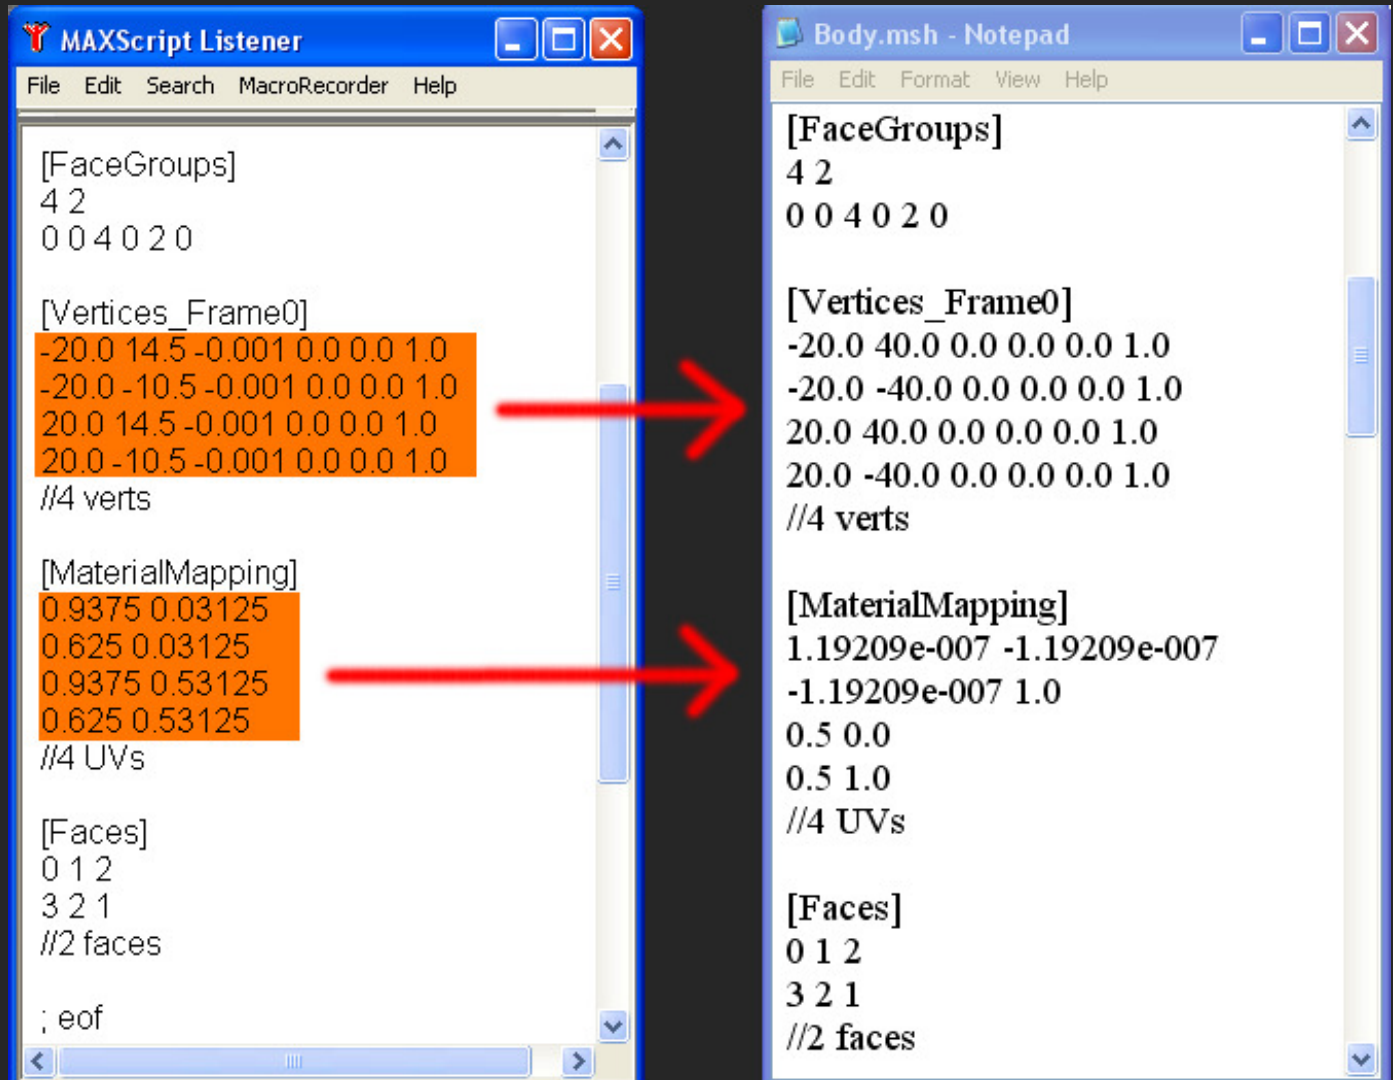 MAXScript Listener
File Edit Search MacroRecorder Help
[FaceGroups]
4 2
0 0 4 0 2 0
[Vertices_Frame0]
-20.0 14.5 -0.001 0.0 0.0 1.0
-20.0 -10.5 -0.001 0.0 0.0 1.0
20.0 14.5 -0.001 0.0 0.0 1.0
20.0 -10.5 -0.001 0.0 0.0 1.0
//4 verts
[MaterialMapping]
0.9375 0.03125
0.625 0.03125
0.9375 0.53125
0.625 0.53125
//4 UVs
[Faces]
0 1 2
3 2 1
//2 faces
; eof
Body.msh - Notepad
File Edit Format View Help
[FaceGroups]
4 2
0 0 4 0 2 0
[Vertices_Frame0]
-20.0 40.0 0.0 0.0 0.0 1.0
-20.0 -40.0 0.0 0.0 0.0 1.0
20.0 40.0 0.0 0.0 0.0 1.0
20.0 -40.0 0.0 0.0 0.0 1.0
//4 verts
[MaterialMapping]
1.19209e-007 -1.19209e-007
-1.19209e-007 1.0
0.5 0.0
0.5 1.0
//4 UVs
[Faces]
0 1 2
3 2 1
//2 faces